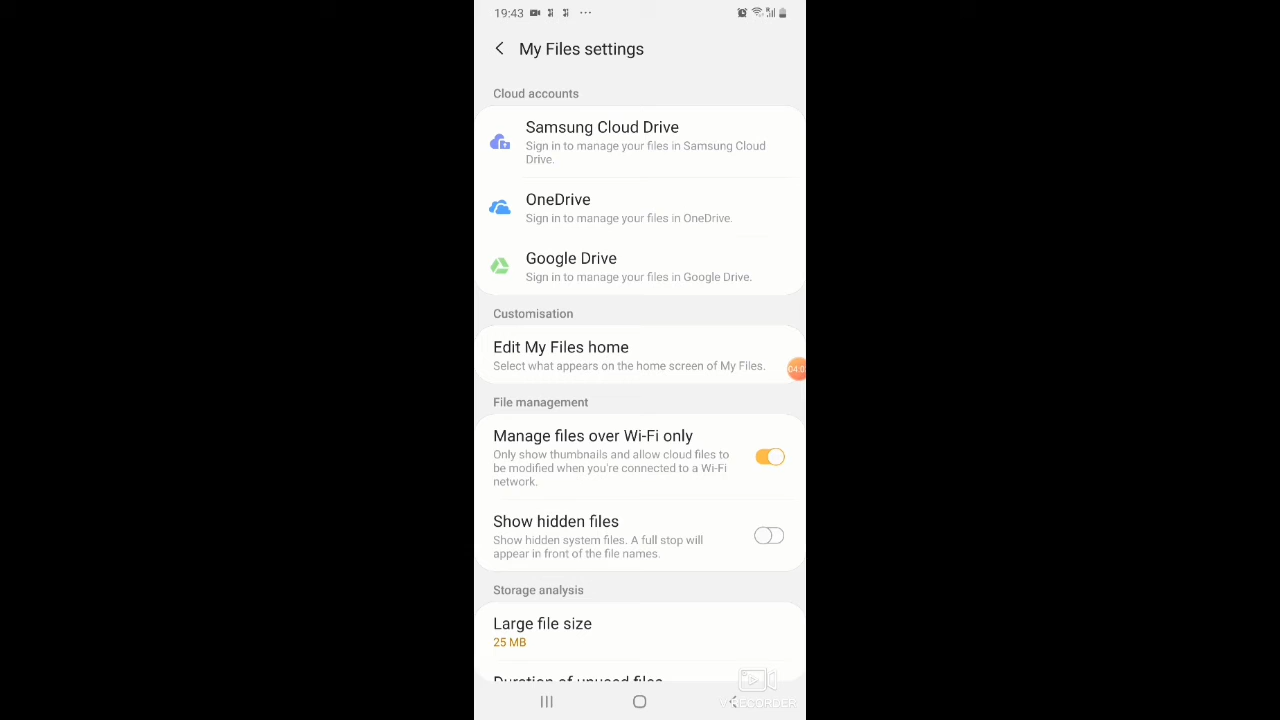 19:43
My Files settings
Cloud accounts
Samsung Cloud Drive
Sign in to manage your files in Samsung Cloud
Drive.
OneDrive
Sign in to manage your files in OneDrive.
Google Drive
Sign in to manage your files in Google Drive.
Customisation
Edit My Files home
Select what appears on the home screen of My Files.
File management
Manage files over Wi-Fi only
Only show thumbnails and allow cloud files to
be modified when you're connected to a Wi-Fi
network.
Show hidden files
Show hidden system files. A full stop will
appear in front of the file names.
Storage analysis
Large file size
25 MB
Duration of unused files